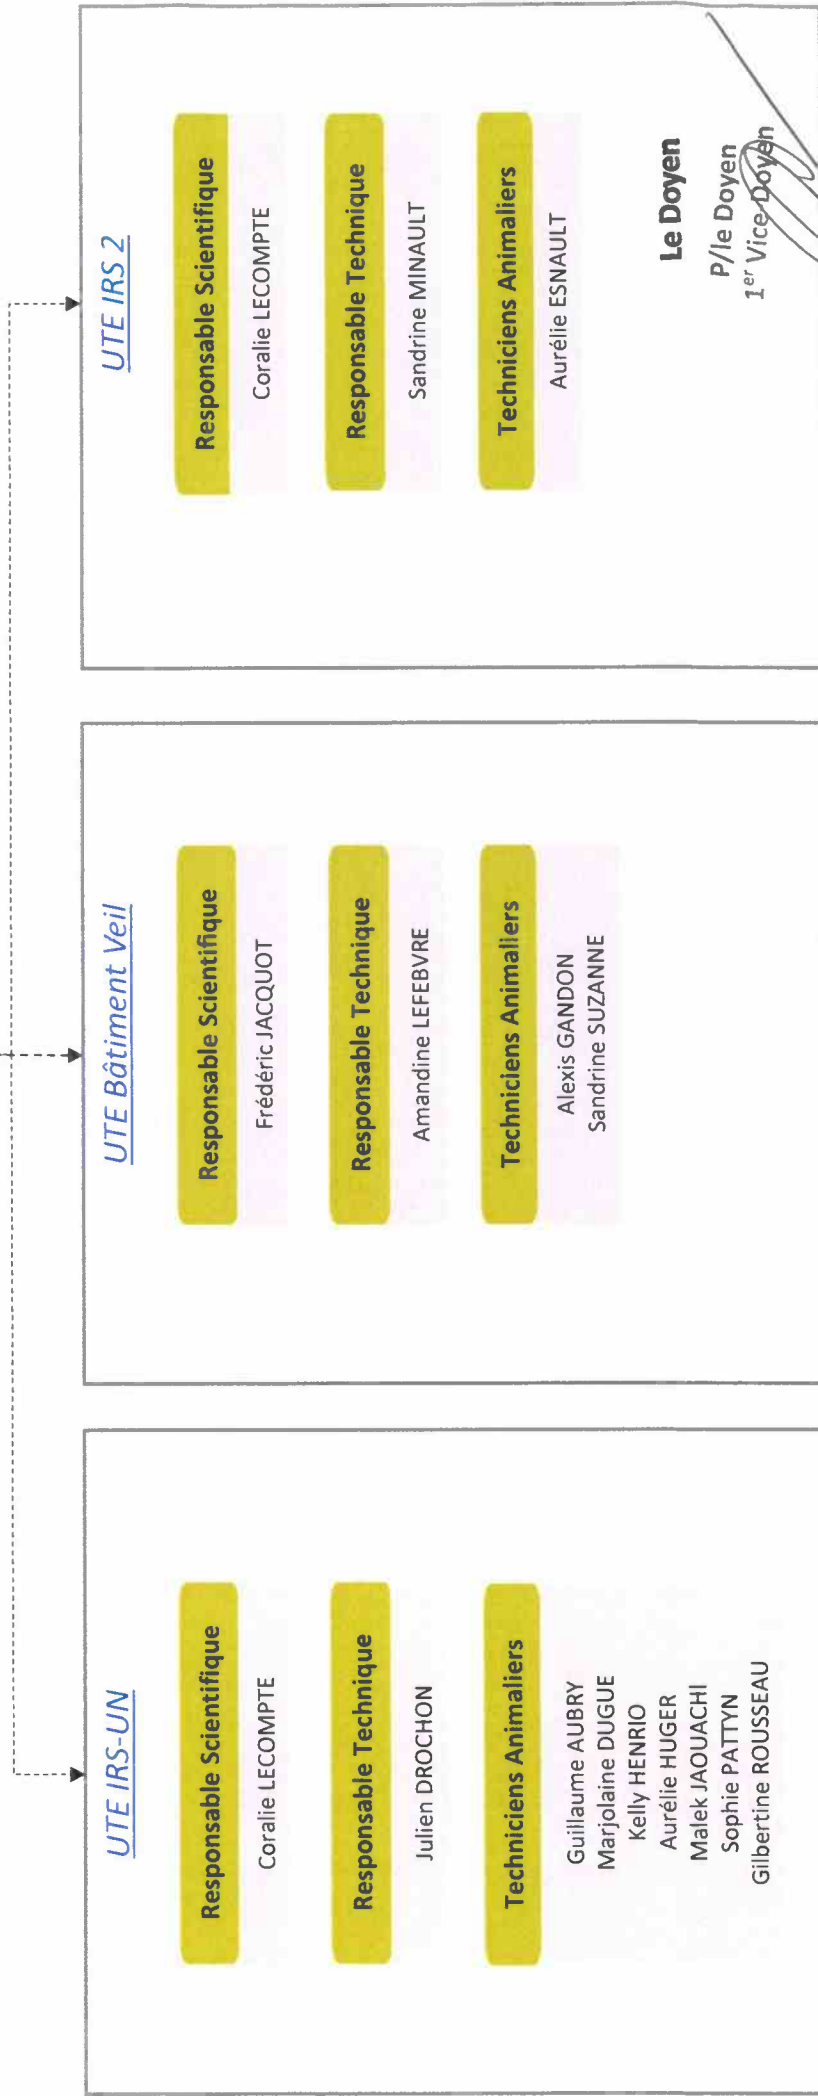 UTE IRS-UN
Responsable Scientifique
Coralie LECOMPTE
Responsable Technique
Julien DROCHON
Techniciens Animaliers
Guillaume AUBRY
Marjolaine DUGUE
Kelly HENRIO
Aurélie HUGER
Malek JAOUACHI
Sophie PATTYN
Gilbertine ROUSSEAU
UTE Bâtiment Veil
Responsable Scientifique
Frédéric JACQUOT
Responsable Technique
Amandine LEFEBVRE
Techniciens Animaliers
Alexis GANDON
Sandrine SUZANNE
UTE IRS 2
Responsable Scientifique
Coralie LECOMPTE
Responsable Technique
Sandrine MINAULT
Techniciens Animaliers
Aurélie ESNAULT
Le Doyen
P/le Doyen
1er Vice-Doyen